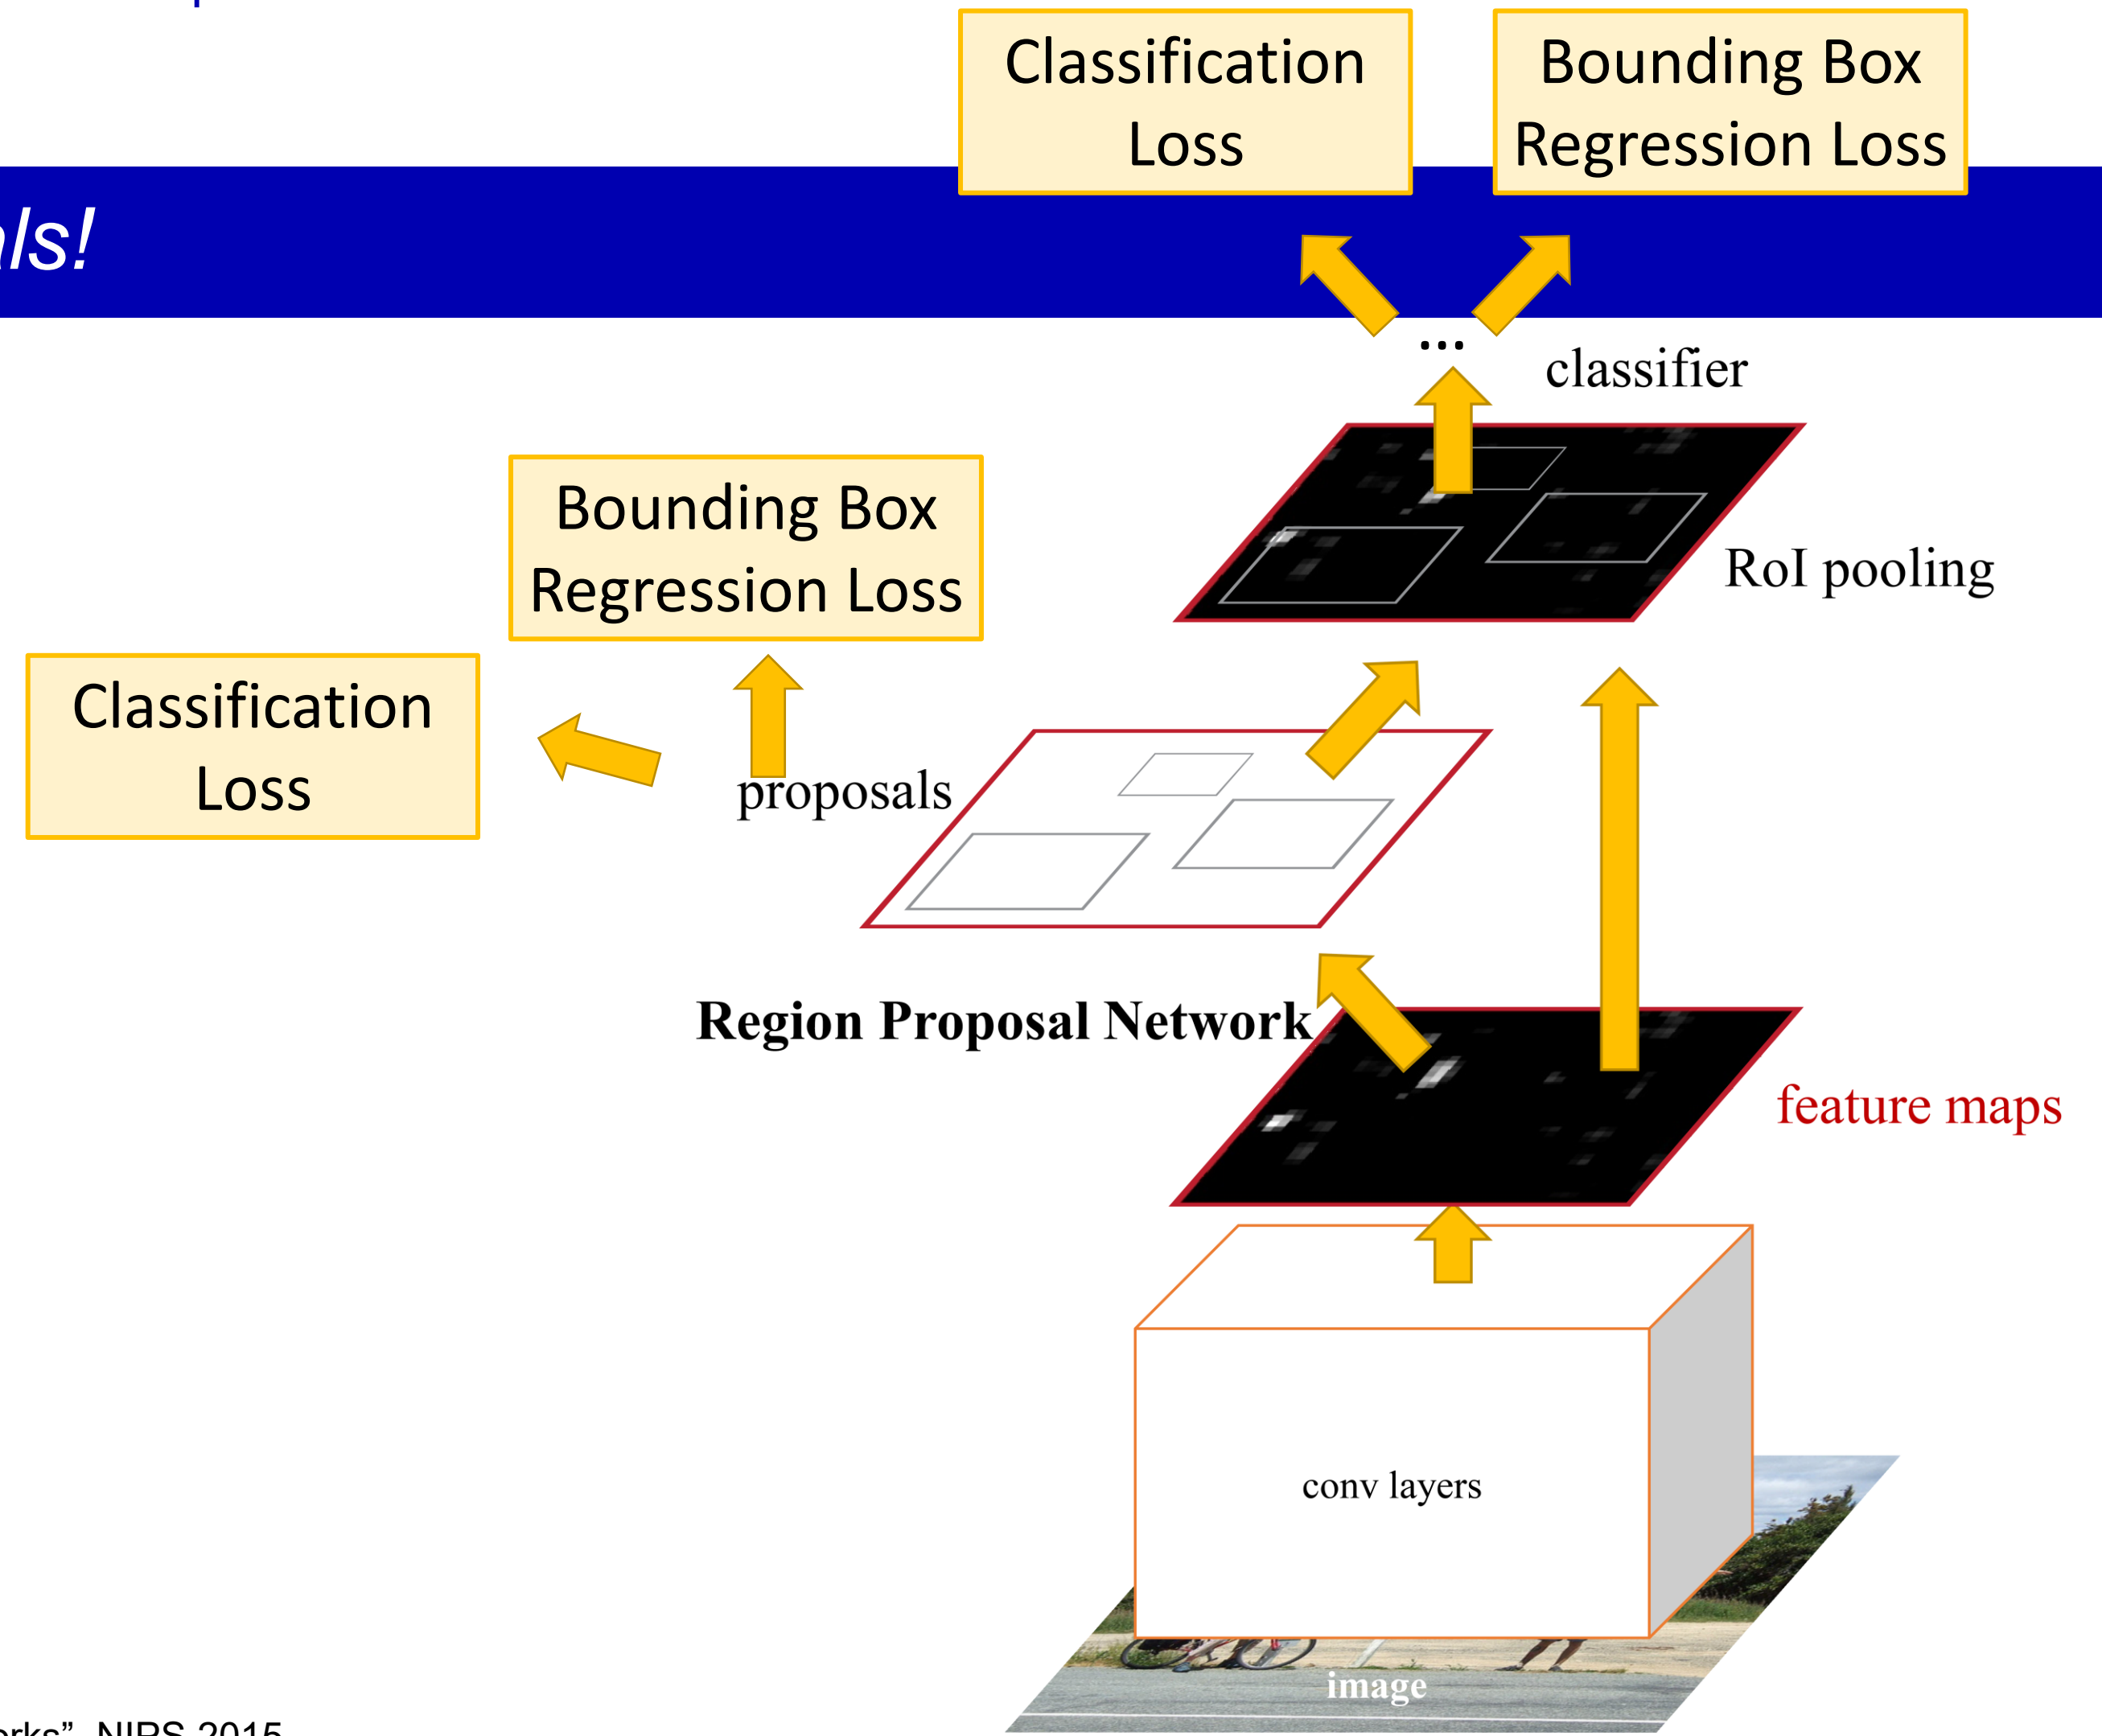 Classification
Loss
Bounding Box
Regression Loss
ls!
...
classifier
Bounding Box
Regression Loss
RoI pooling
Classification
Loss
proposals
Region Proposal Network
feature maps
conv layers
image
NIPS 2015